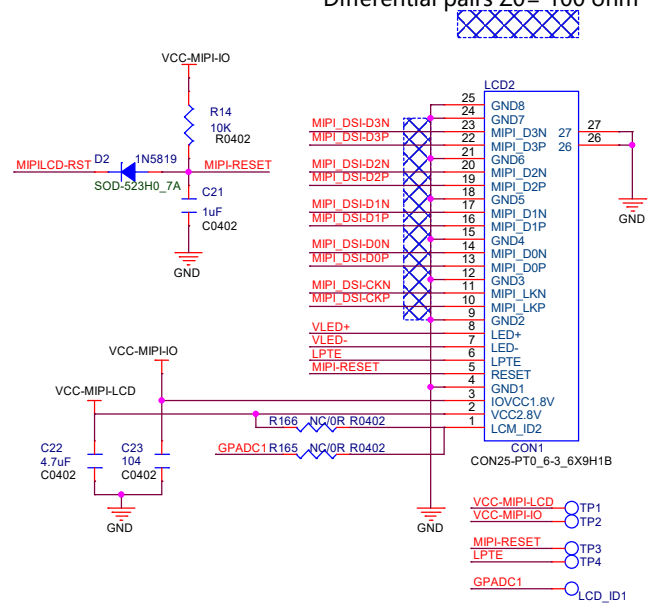 Differential pairs Z0= 100 ohm
VCC-MIPI-IO
R14
10K
R0402
MIPILCD-RST
D2
1N5819
MIPI-RESET
SOD-523H0_7A
C21
1uF
C0402
GND
LCD2
25 GND8
24 GND7
MIPI_DSI-D3N 23 MIPI_D3N 27 27
MIPI_DSI-D3P 22 MIPI_D3P 26 26
21 GND6
MIPI_DSI-D2N 20 MIPI_D2N
MIPI_DSI-D2P 19 MIPI_D2P
18 GND5
MIPI_DSI-D1N 17 MIPI_D1N
MIPI_DSI-D1P 16 MIPI_D1P
15 GND4
MIPI_DSI-D0N 14 MIPI_D0N
MIPI_DSI-D0P 13 MIPI_D0P
12 GND3
MIPI_DSI-CKN 11 MIPI_LKN
MIPI_DSI-CKP 10 MIPI_LKP
9 GND2
VLED+ 8 LED+
VLED- 7 LED-
LPTE 6 LPTE
MIPI-RESET 5 RESET
4 GND1
3 IOVCC1.8V
2 VCC2.8V
1 LCM_ID2
GND
CON1
CON25-PT0_6-3_6X9H1B
VCC-MIPI-IO
VCC-MIPI-LCD
R166 NC/0R R0402
GPADC1 R165 NC/0R R0402
C22
4.7uF
C0402
C23
104
C0402
GND
GND
VCC-MIPI-LCD TP1
VCC-MIPI-IO TP2
MIPI-RESET TP3
LPTE TP4
GPADC1 LCD_ID1